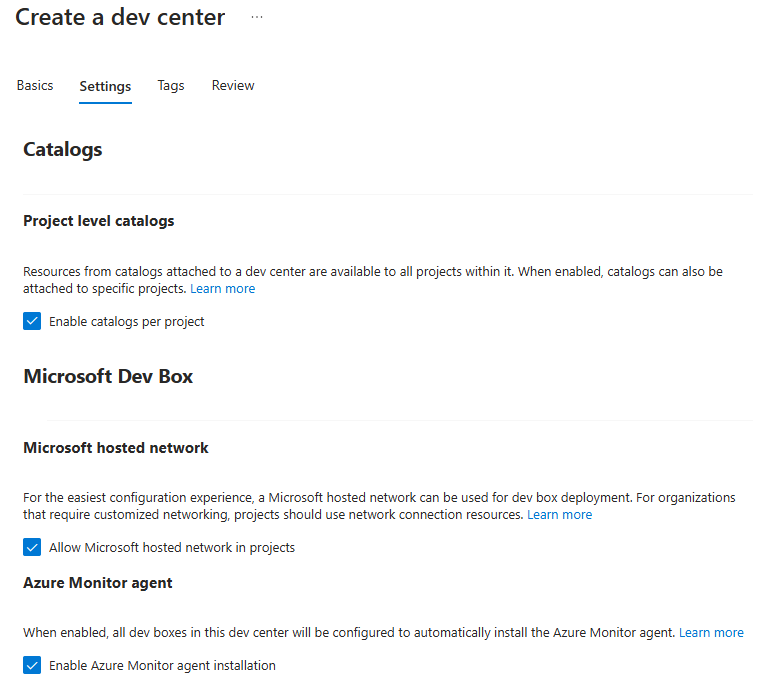 Create a dev center ...
Basics Settings Tags Review
Catalogs
Project level catalogs
Resources from catalogs attached to a dev center are available to all projects within it. When enabled, catalogs can also be
attached to specific projects. Learn more
Enable catalogs per project
Microsoft Dev Box
Microsoft hosted network
For the easiest configuration experience, a Microsoft hosted network can be used for dev box deployment. For organizations
that require customized networking, projects should use network connection resources. Learn more
Allow Microsoft hosted network in projects
Azure Monitor agent
When enabled, all dev boxes in this dev center will be configured to automatically install the Azure Monitor agent. Learn more
Enable Azure Monitor agent installation